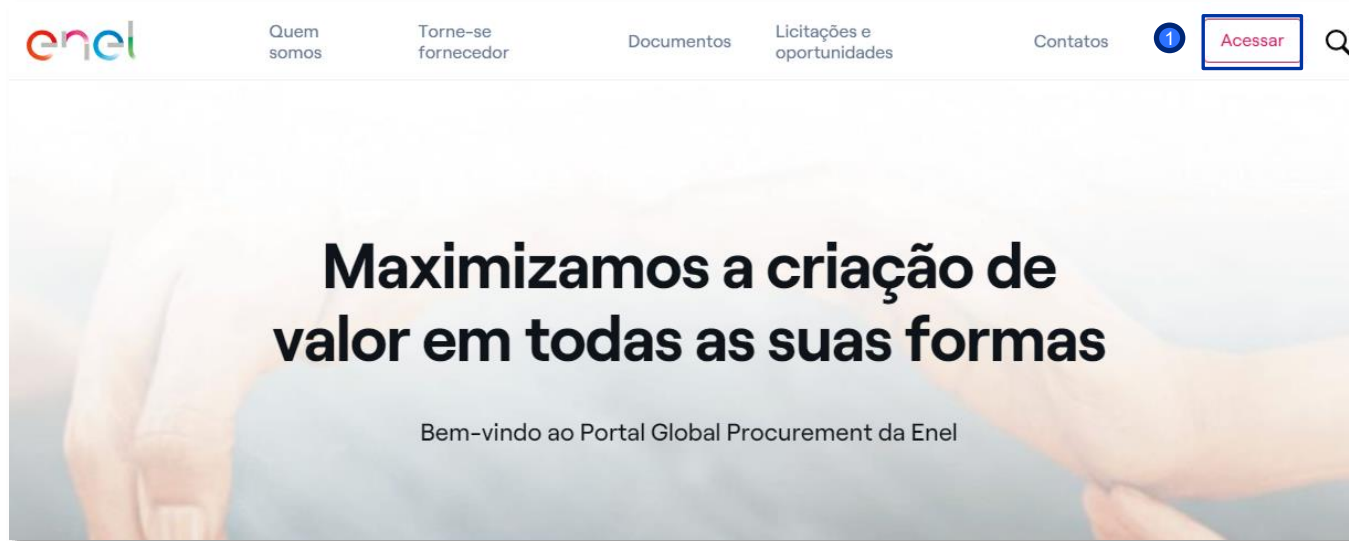 enel
Quem
somos
Torne-se
fornecedor
Documentos
Licitações e
oportunidades
Contatos
1
Acessar
Maximizamos a criação de
valor em todas as suas formas
Bem-vindo ao Portal Global Procurement da Enel